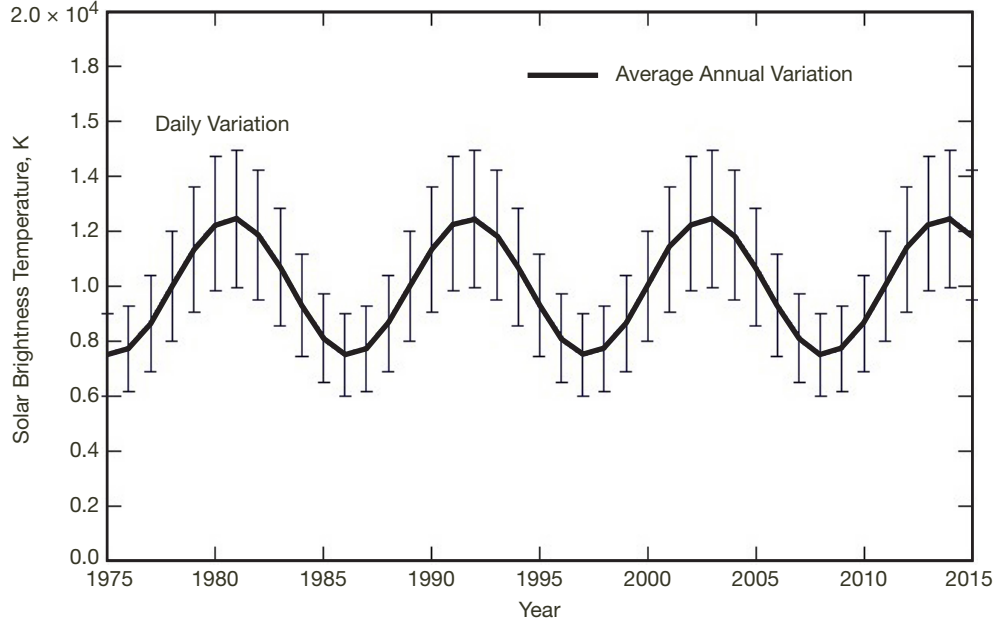 2.0 × 10⁴
1.8
1.5
1.4
1.2
1.0
0.8
0.6
0.4
0.2
0.0
Solar Brightness Temperature, K
Average Annual Variation
Daily Variation
1975 1980 1985 1990 1995 2000 2005 2010 2015
Year